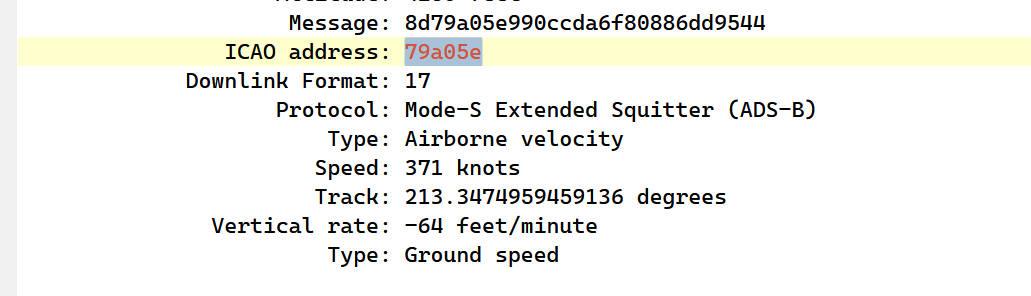 Message: 8d79a05e990ccda6f80886dd9544
ICAO address: 79a05e
Downlink Format: 17
Protocol: Mode-S Extended Squitter (ADS-B)
Type: Airborne velocity
Speed: 371 knots
Track: 213.3474959459136 degrees
Vertical rate: -64 feet/minute
Type: Ground speed